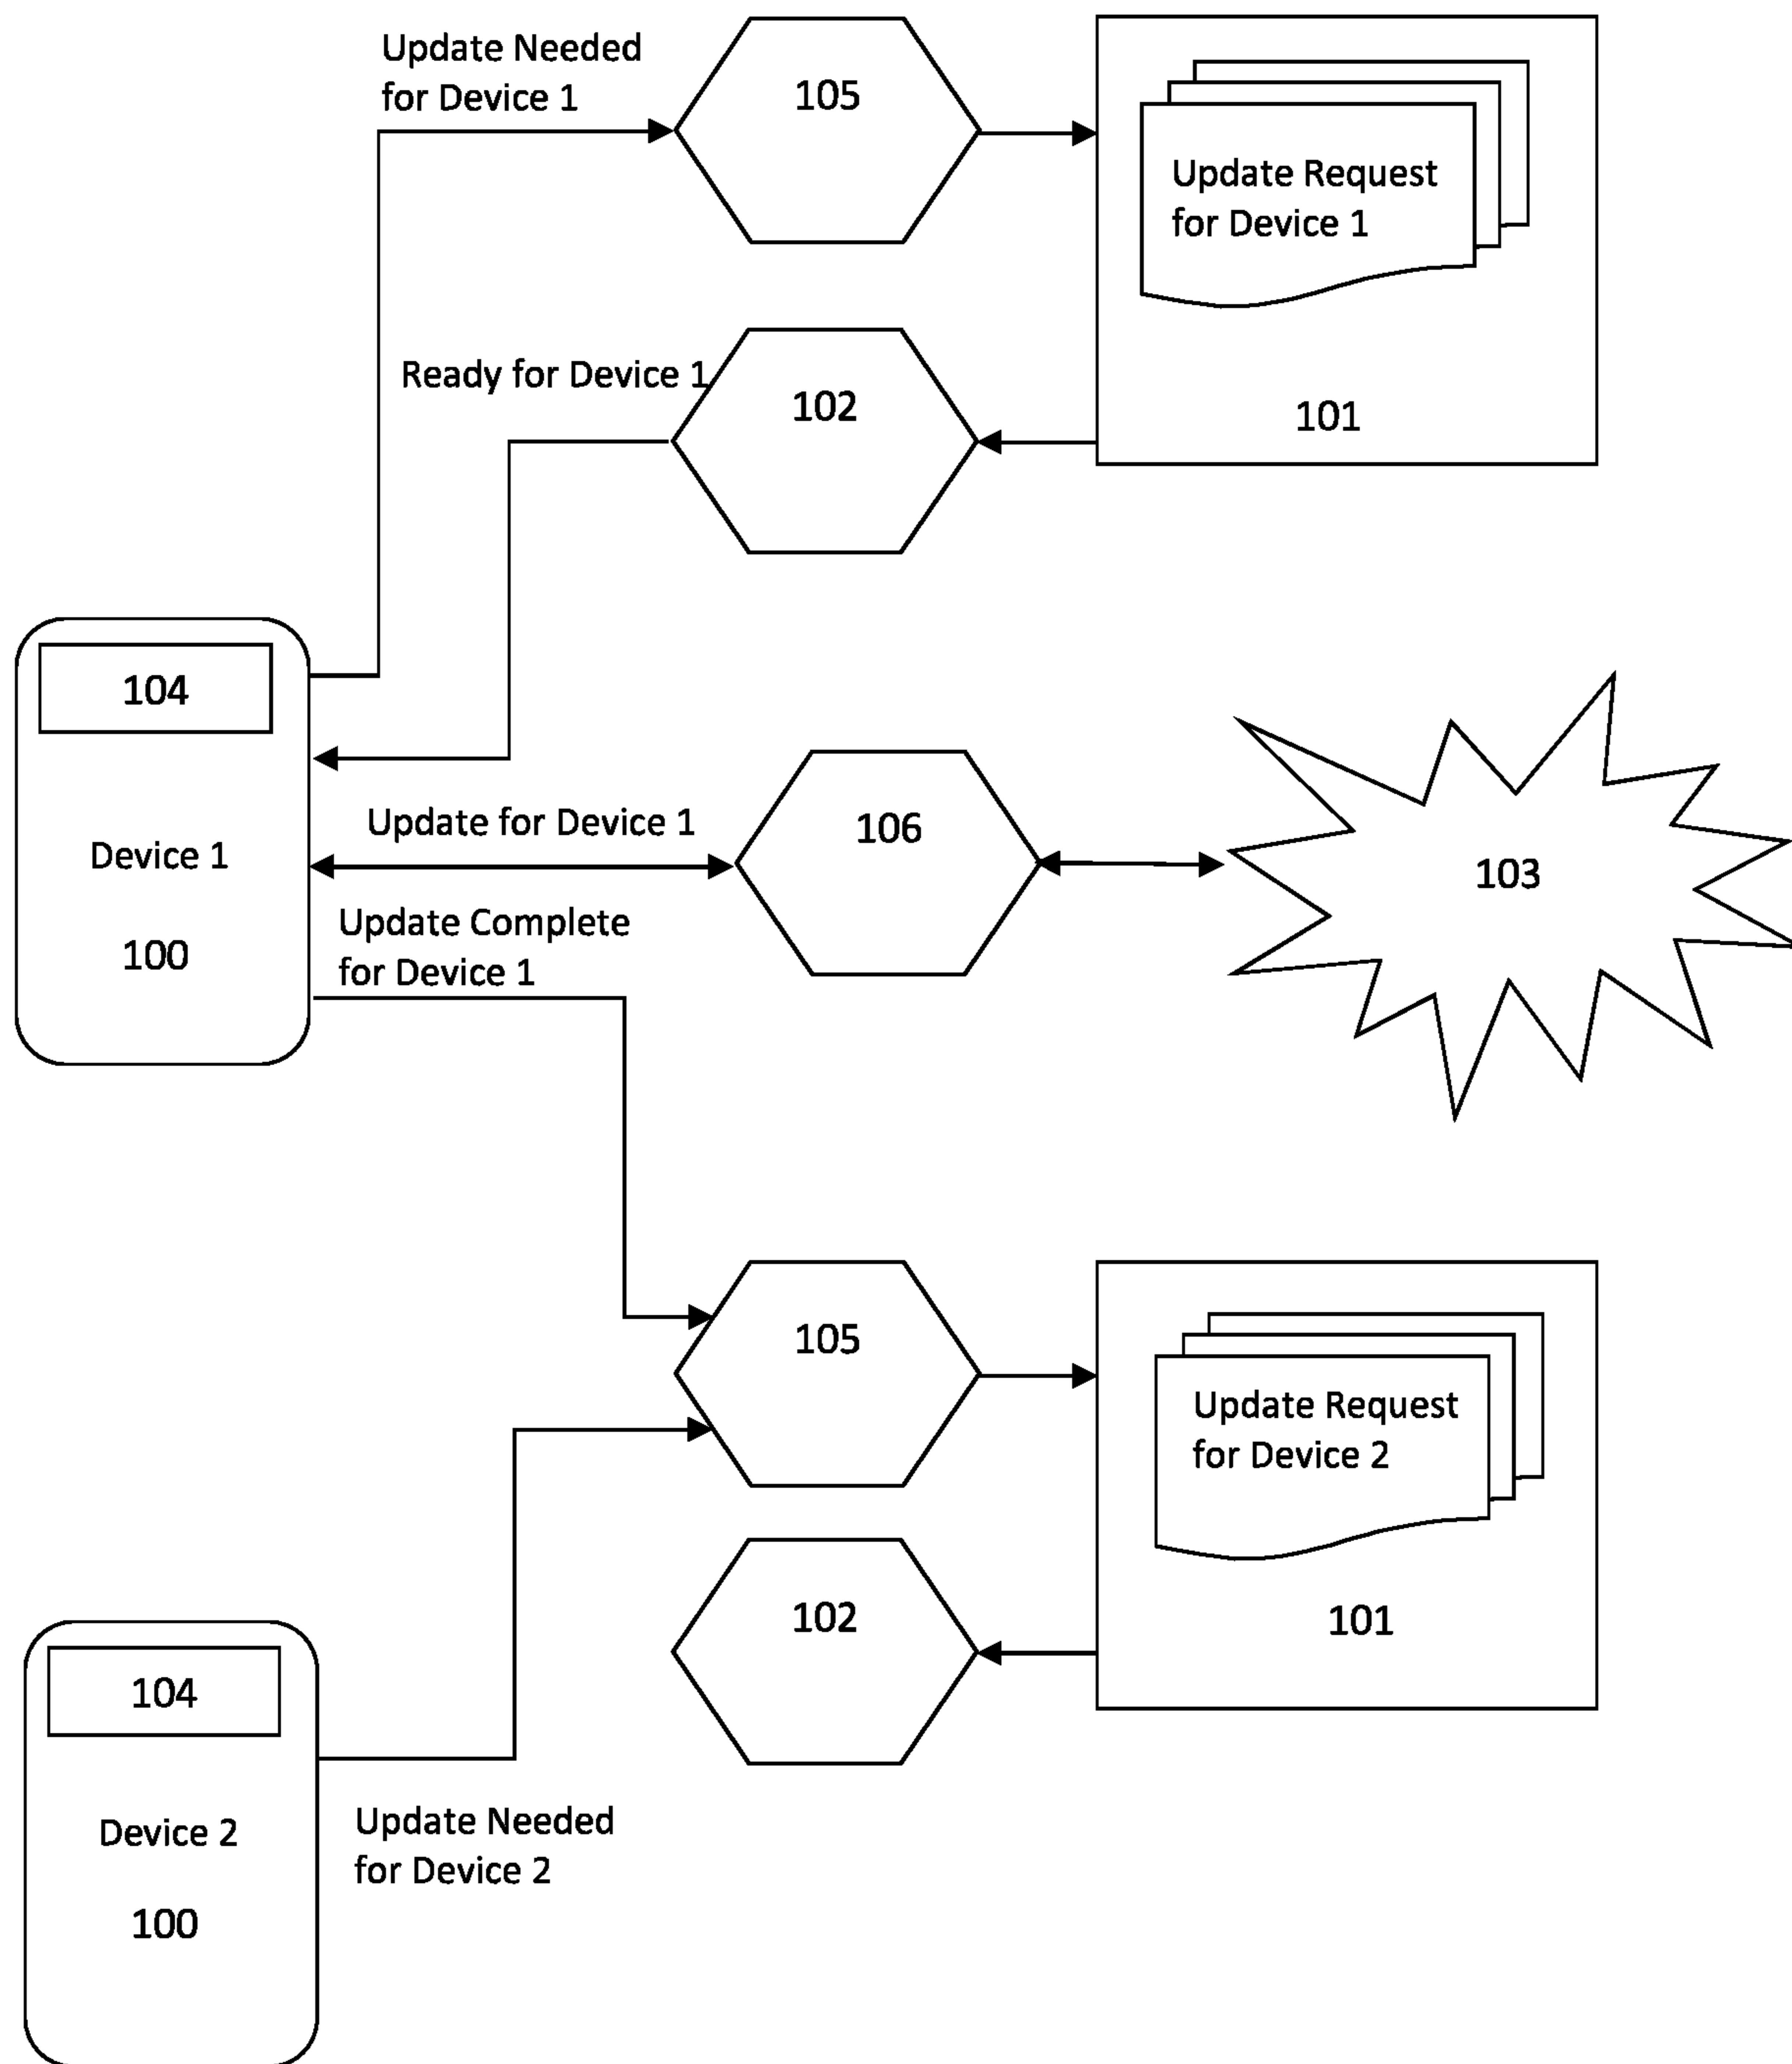 Update Needed
for Device 1
105
Update Request
for Device 1
Ready for Device 1
102
101
104
Device 1
100
Update for Device 1
106
103
Update Complete
for Device 1
105
Update Request
for Device 2
102
101
104
Device 2
100
Update Needed
for Device 2